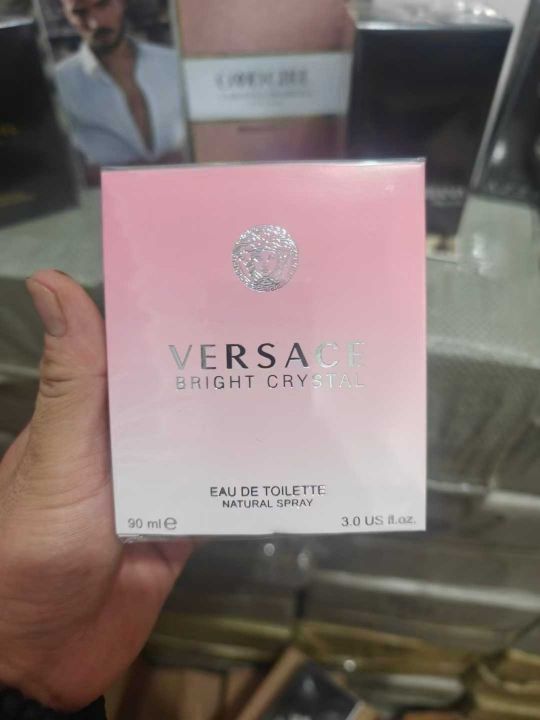 VERSACE
BRIGHT CRYSTAL
EAU DE TOILETTE
NATURAL SPRAY
90 ml e
3.0 US fl.oz.